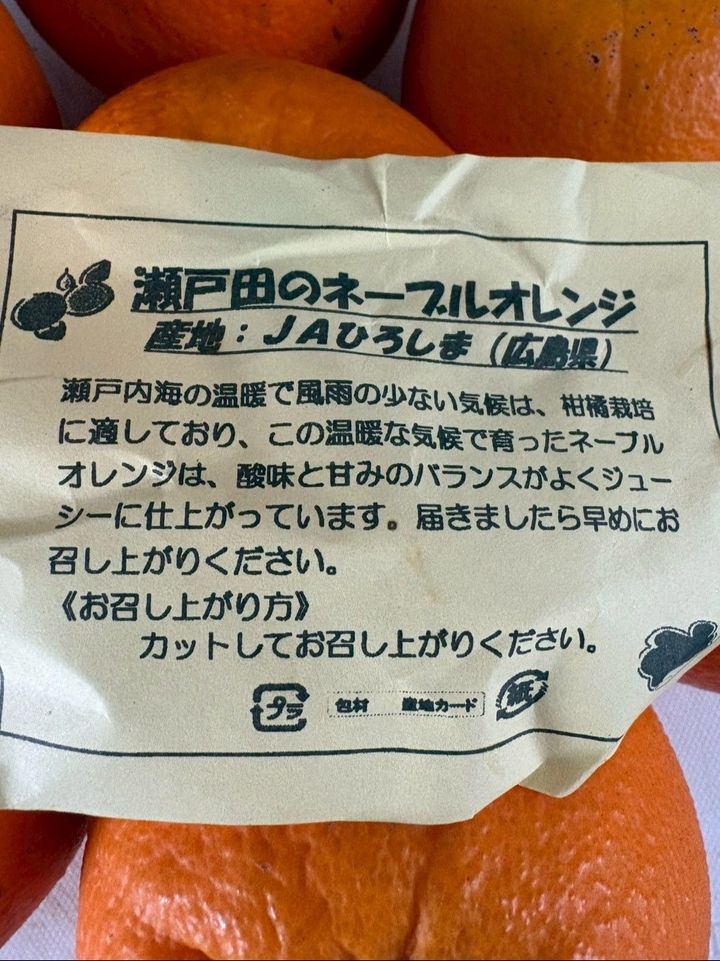 瀬戸田のネーブルオレンジ
産地：ＪＡひろしま（広島県）
瀬戸内海の温暖で風雨の少ない気候は、柑橘栽培
に適しており、この温暖な気候で育ったネーブル
オレンジは、酸味と甘みのバランスがよくジュー
シーに仕上がっています。届きましたら早めにお
召し上がりください。
《お召し上がり方》
カットしてお召し上がりください。
プラ 包材 産地カード 紙